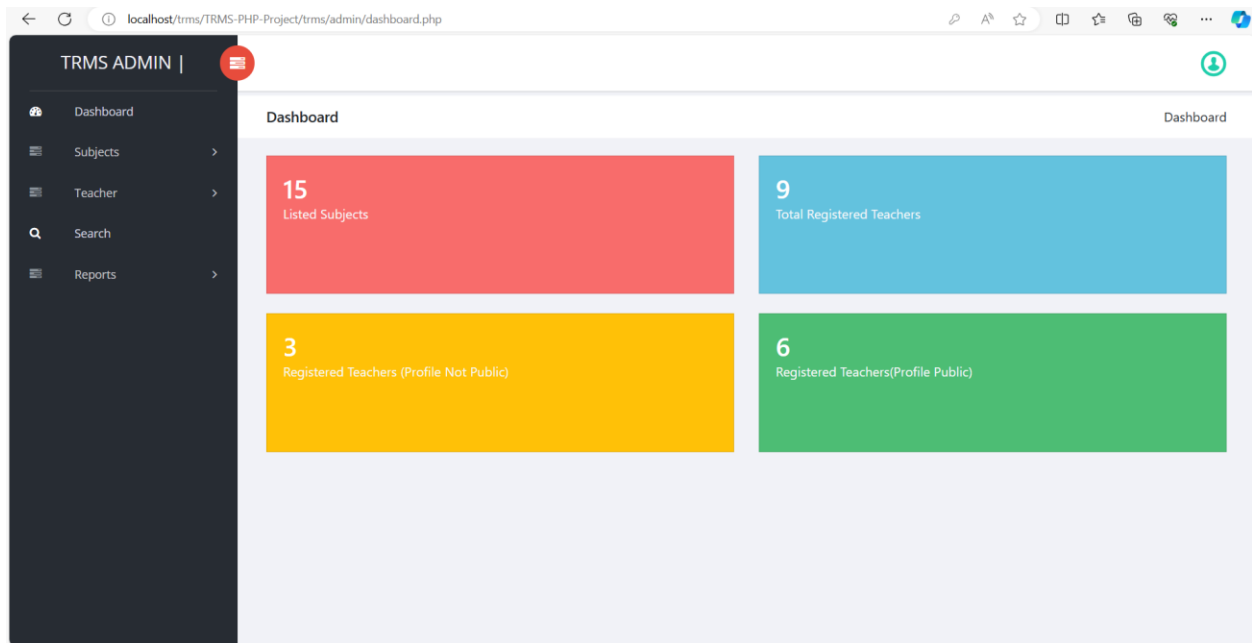 localhost/trms/TRMS-PHP-Project/trms/admin/dashboard.php
TRMS ADMIN |
Dashboard
Subjects
Teacher
Search
Reports
Dashboard
Dashboard
15
Listed Subjects
9
Total Registered Teachers
3
Registered Teachers (Profile Not Public)
6
Registered Teachers(Profile Public)